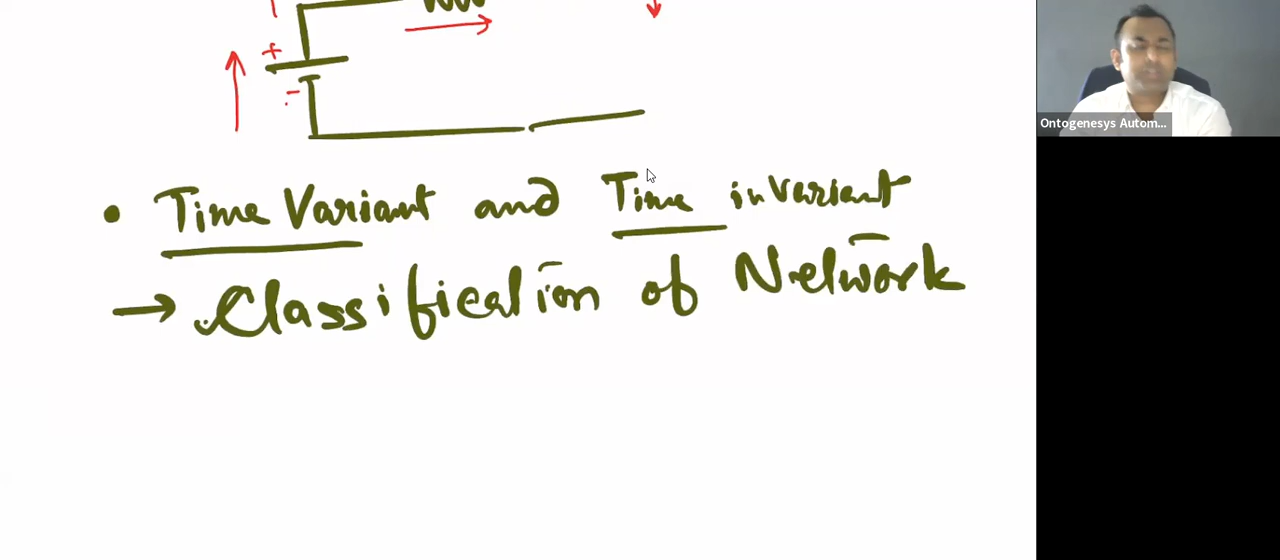 +
-
Ontogenesys Autom...
• Time Variant and Time invariant
→ Classification of Network